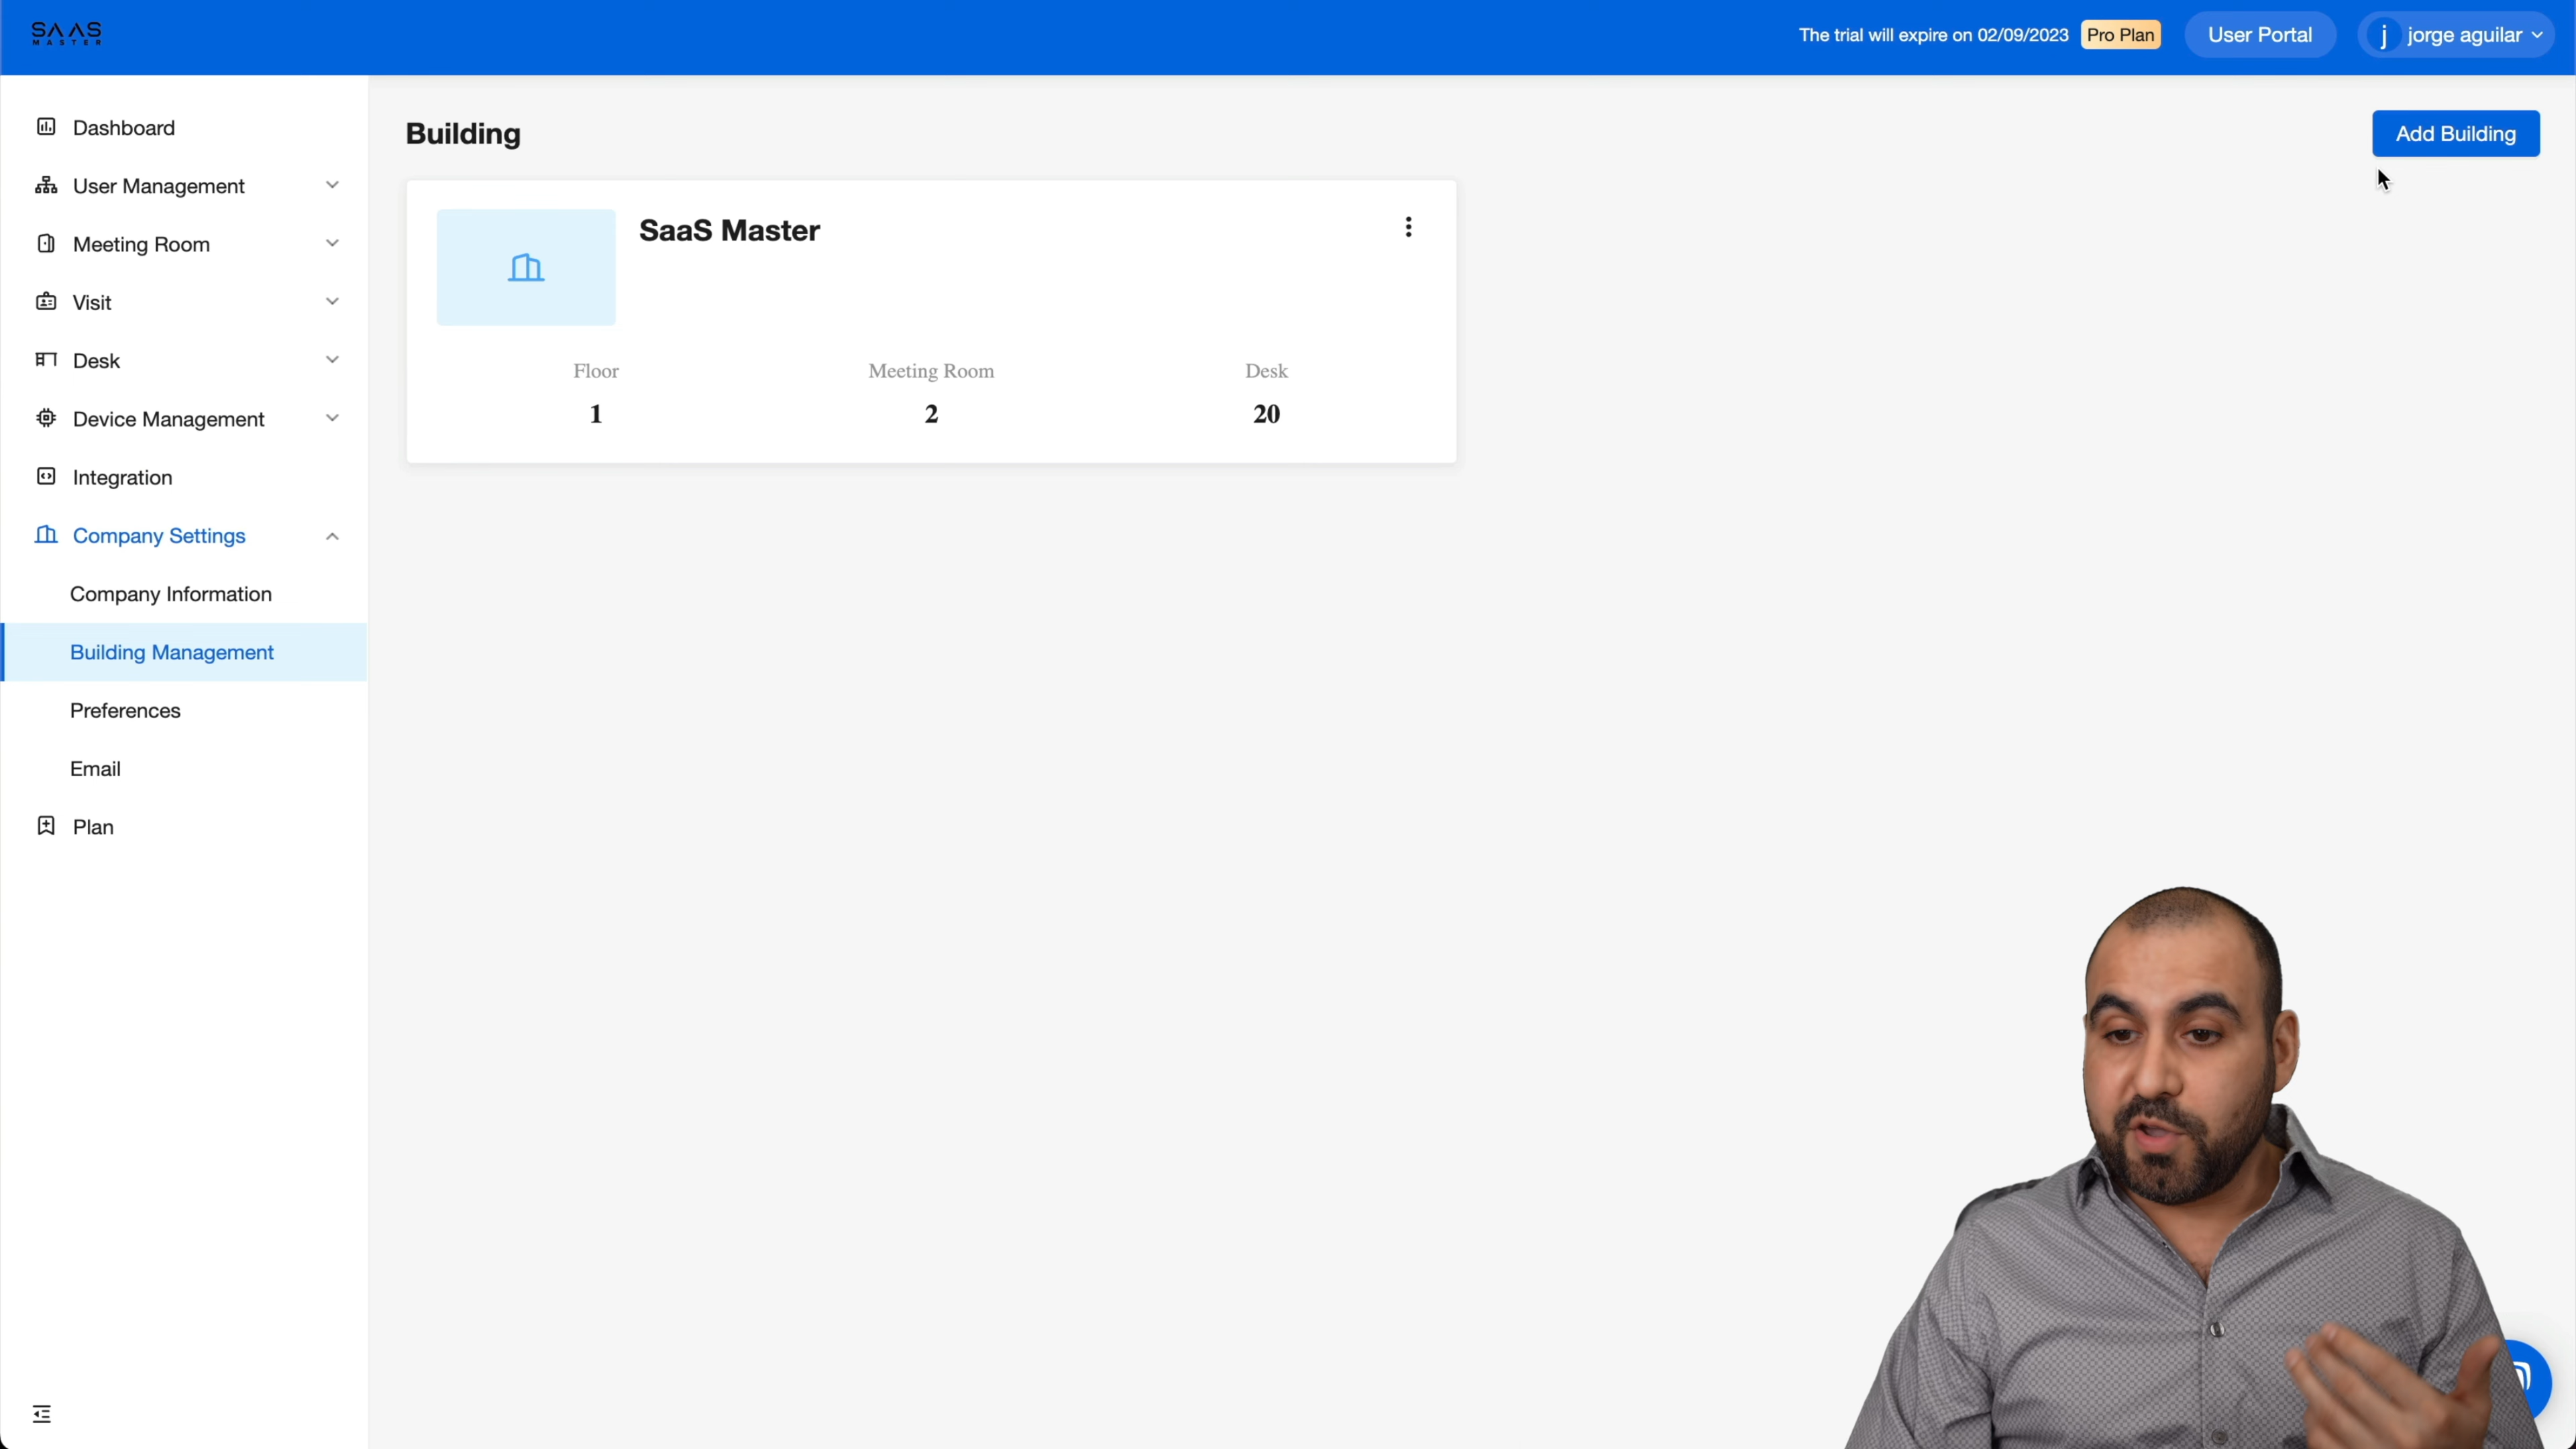 SAAS
MASTER
The trial will expire on 02/09/2023
Pro Plan
User Portal
j jorge aguilar
Dashboard
User Management
Meeting Room
Visit
Desk
Device Management
Integration
Company Settings
Company Information
Building Management
Preferences
Email
Plan
Building
Add Building
SaaS Master
Floor Meeting Room Desk
1 2 20